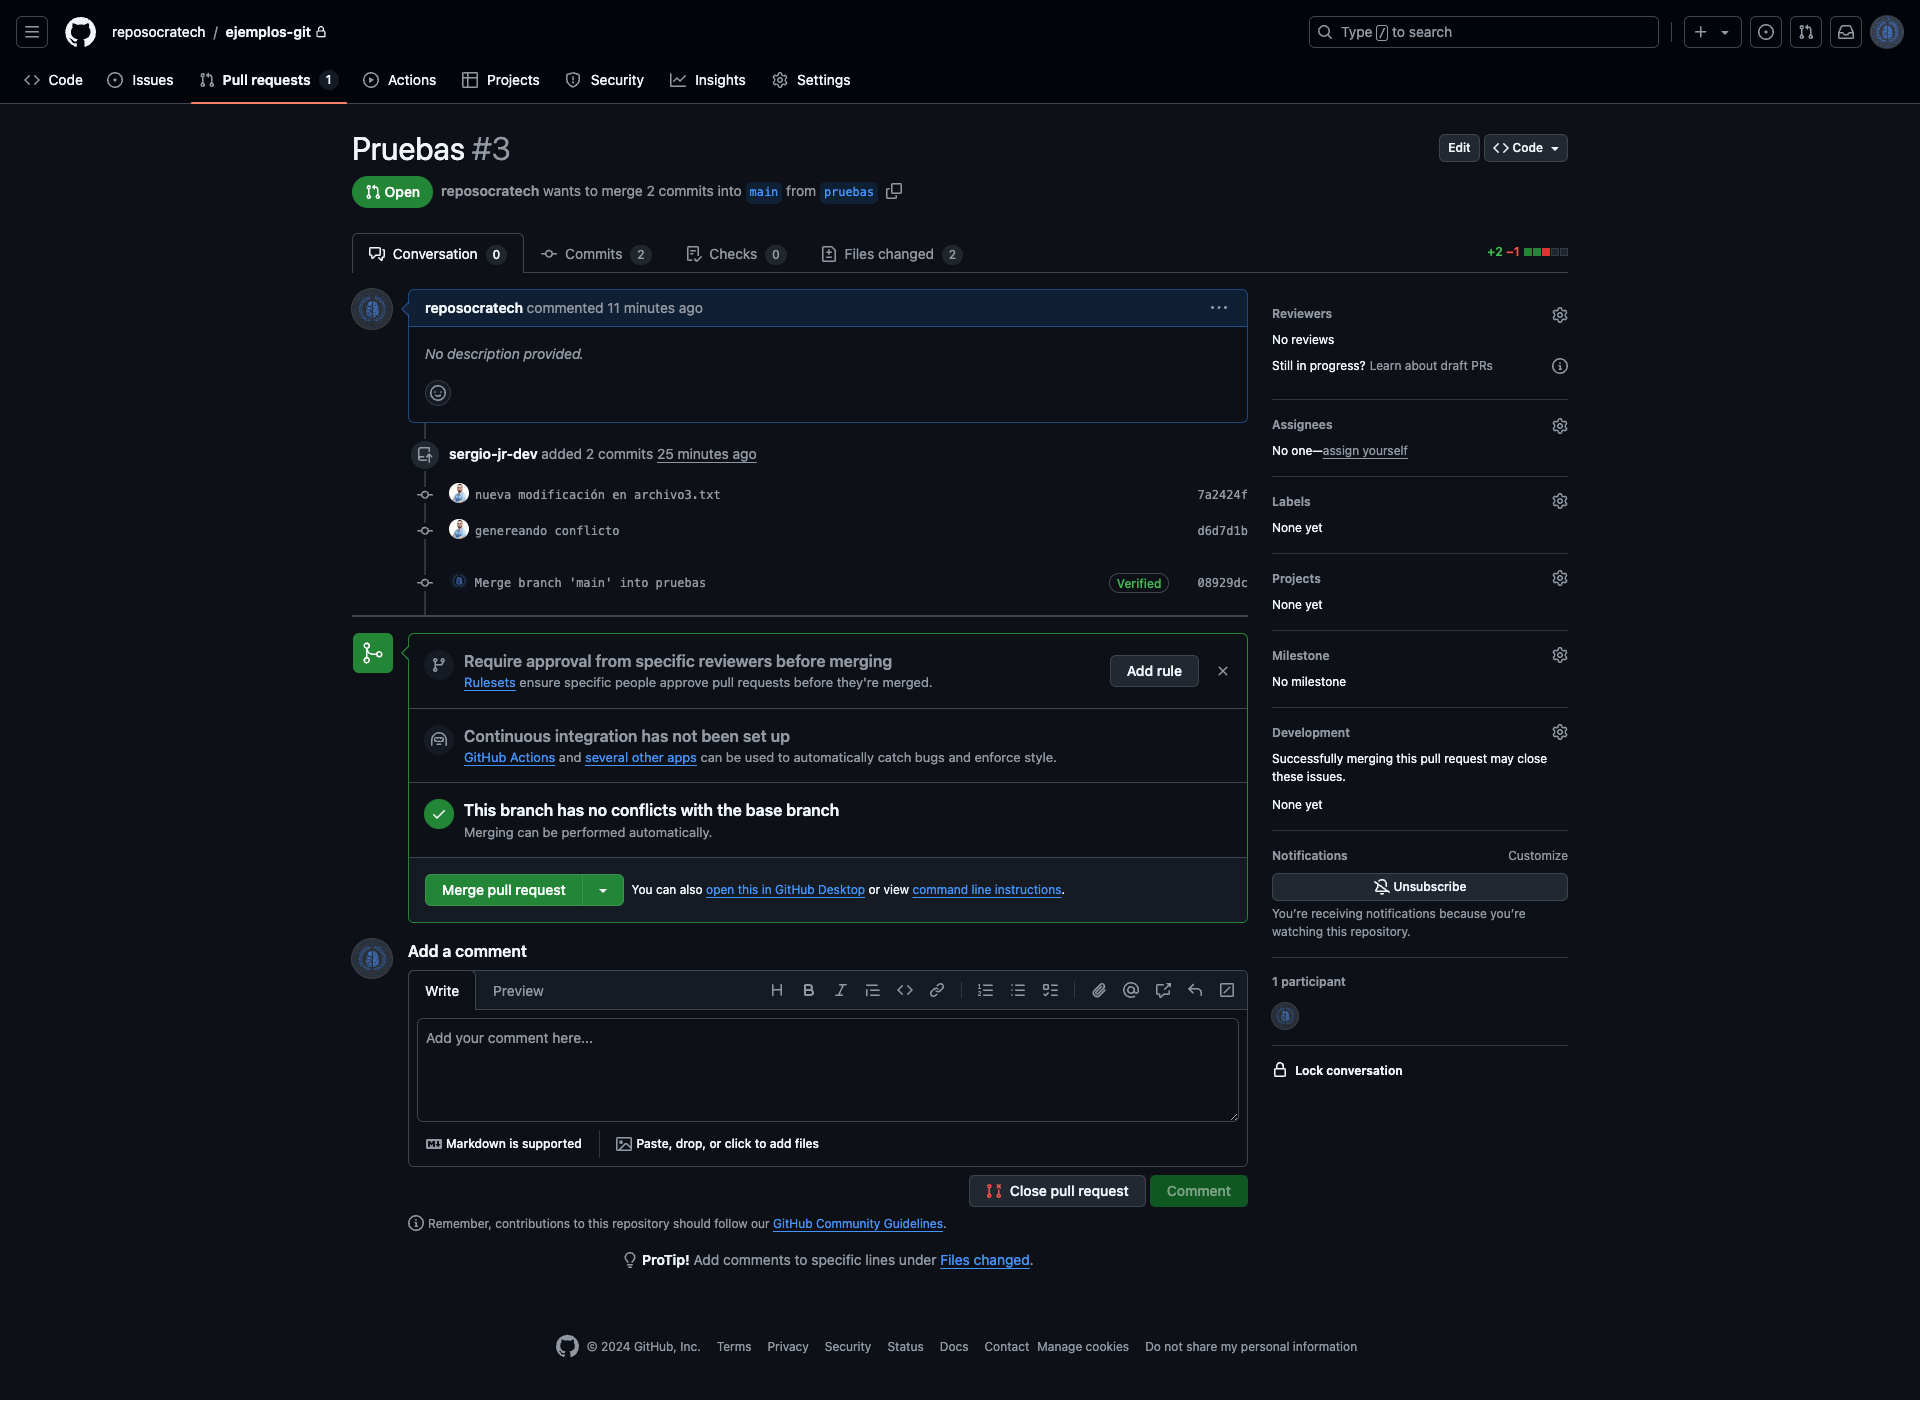 reposocratech / ejemplos-git
Type / to search
Code
Issues
Pull requests 1
Actions
Projects
Security
Insights
Settings
Pruebas #3
Edit
Code
Open
reposocratech wants to merge 2 commits into main from pruebas
Conversation 0
Commits 2
Checks 0
Files changed 2
+2 −1
reposocratech commented 11 minutes ago
No description provided.
sergio-jr-dev added 2 commits 25 minutes ago
nueva modificación en archivo3.txt 7a2424f
genereando conflicto d6d7d1b
Merge branch 'main' into pruebas Verified 08929dc
Require approval from specific reviewers before merging
Rulesets ensure specific people approve pull requests before they're merged.
Add rule
Continuous integration has not been set up
GitHub Actions and several other apps can be used to automatically catch bugs and enforce style.
This branch has no conflicts with the base branch
Merging can be performed automatically.
Merge pull request
You can also open this in GitHub Desktop or view command line instructions.
Add a comment
Write
Preview
Add your comment here...
Markdown is supported
Paste, drop, or click to add files
Close pull request
Comment
Remember, contributions to this repository should follow our GitHub Community Guidelines.
ProTip! Add comments to specific lines under Files changed.
Reviewers
No reviews
Still in progress? Learn about draft PRs
Assignees
No one—assign yourself
Labels
None yet
Projects
None yet
Milestone
No milestone
Development
Successfully merging this pull request may close
these issues.
None yet
Notifications
Customize
Unsubscribe
You're receiving notifications because you're
watching this repository.
1 participant
Lock conversation
© 2024 GitHub, Inc.
Terms
Privacy
Security
Status
Docs
Contact
Manage cookies
Do not share my personal information